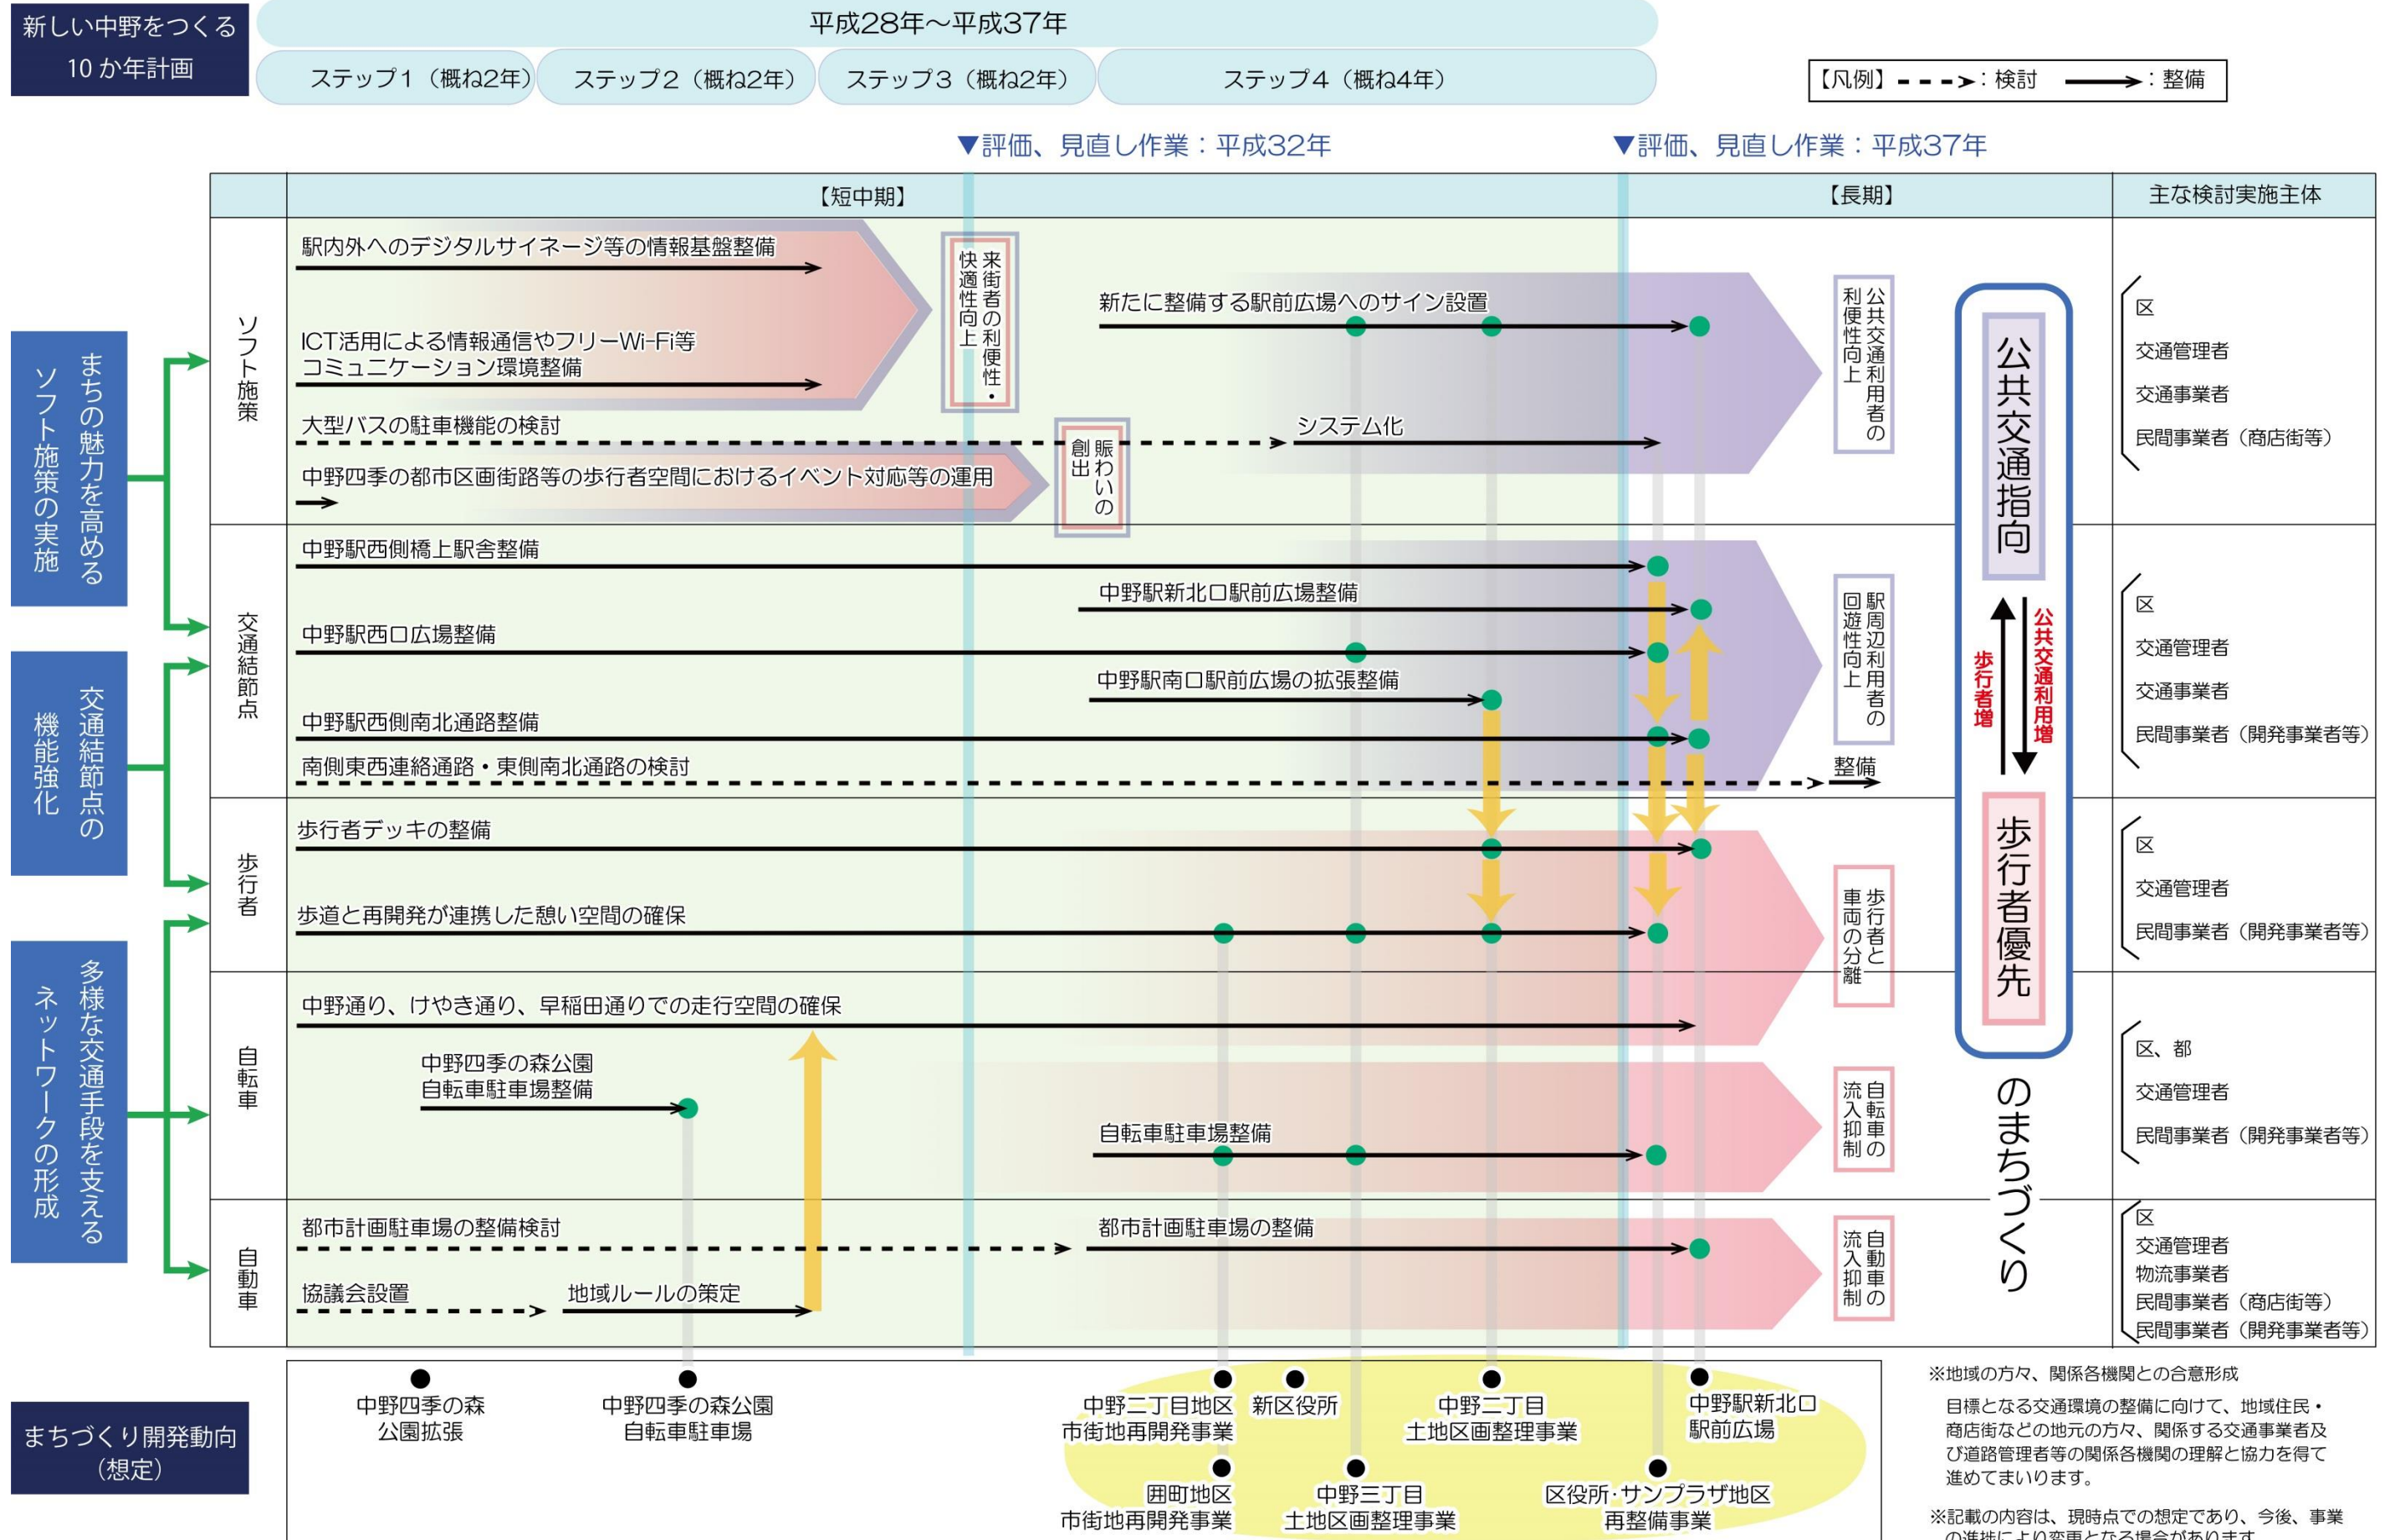 新しい中野をつくる
10か年計画
平成28年～平成37年
ステップ1（概ね2年）
ステップ2（概ね2年）
ステップ3（概ね2年）
ステップ4（概ね4年）
【凡例】：検討　：整備
▼評価、見直し作業：平成32年
▼評価、見直し作業：平成37年
【短中期】
【長期】
主な検討実施主体
まちの魅力を高める
ソフト施策の実施
交通結節点の
機能強化
多様な交通手段を支える
ネットワークの形成
ソフト施策
駅内外へのデジタルサイネージ等の情報基盤整備
ICT活用による情報通信やフリーWi-Fi等
コミュニケーション環境整備
来街者の利便性・
快適性向上
新たに整備する駅前広場へのサイン設置
大型バスの駐車機能の検討
システム化
中野四季の都市区画街路等の歩行者空間におけるイベント対応等の運用
賑わいの
創出
公共交通利用者の
利便性向上
区
交通管理者
交通事業者
民間事業者（商店街等）
交通結節点
中野駅西側橋上駅舎整備
中野駅新北口駅前広場整備
中野駅西口広場整備
中野駅南口駅前広場の拡張整備
中野駅西側南北通路整備
南側東西連絡通路・東側南北通路の検討
整備
駅周辺利用者の
回遊性向上
区
交通管理者
交通事業者
民間事業者（開発事業者等）
歩行者
歩行者デッキの整備
歩道と再開発が連携した憩い空間の確保
歩行者と
車両の分離
区
交通管理者
民間事業者（開発事業者等）
自転車
中野通り、けやき通り、早稲田通りでの走行空間の確保
中野四季の森公園
自転車駐車場整備
自転車駐車場整備
自転車の
流入抑制
区、都
交通管理者
民間事業者（開発事業者等）
自動車
都市計画駐車場の整備検討
都市計画駐車場の整備
協議会設置
地域ルールの策定
自動車の
流入抑制
区
交通管理者
物流事業者
民間事業者（商店街等）
民間事業者（開発事業者等）
公共交通指向
公共交通利用増
歩行者増
歩行者優先
のまちづくり
まちづくり開発動向
（想定）
中野四季の森
公園拡張
中野四季の森公園
自転車駐車場
中野二丁目地区
市街地再開発事業
新区役所
中野二丁目
土地区画整理事業
中野駅新北口
駅前広場
囲町地区
市街地再開発事業
中野三丁目
土地区画整理事業
区役所・サンプラザ地区
再整備事業
※地域の方々、関係各機関との合意形成
目標となる交通環境の整備に向けて、地域住民・
商店街などの地元の方々、関係する交通事業者及
び道路管理者等の関係各機関の理解と協力を得て
進めてまいります。
※記載の内容は、現時点での想定であり、今後、事業
の進捗により変更となる場合があります。